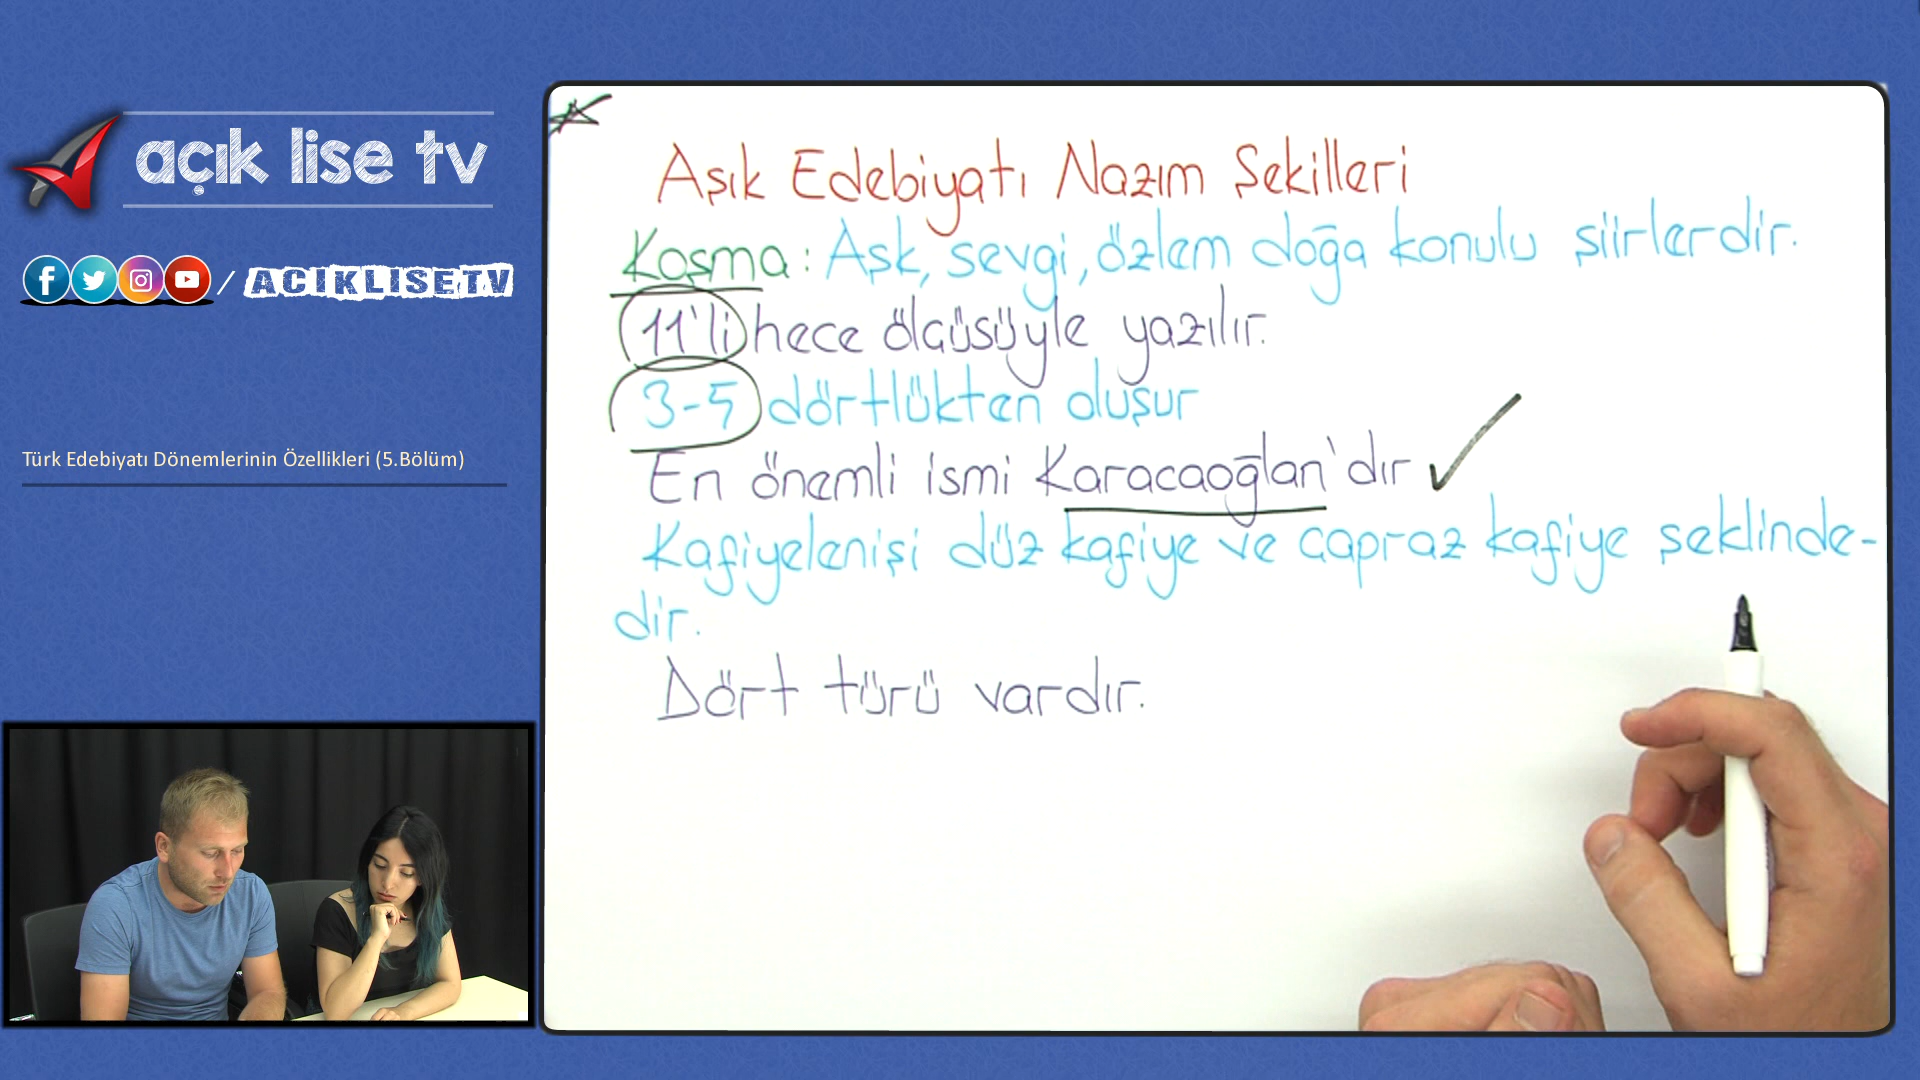 açık lise tv
/ ACIKLISETV
Türk Edebiyatı Dönemlerinin Özellikleri (5.Bölüm)
Aşık Edebiyatı Nazım Şekilleri
Koşma: Aşk, sevgi, özlem doğa konulu şiirlerdir.
11'li hece ölçüsüyle yazılır.
3-5 dörtlükten oluşur
En önemli ismi Karacaoğlan'dır
Kafiyelenişi düz kafiye ve çapraz kafiye şeklinde-
dir.
Dört türü vardır.